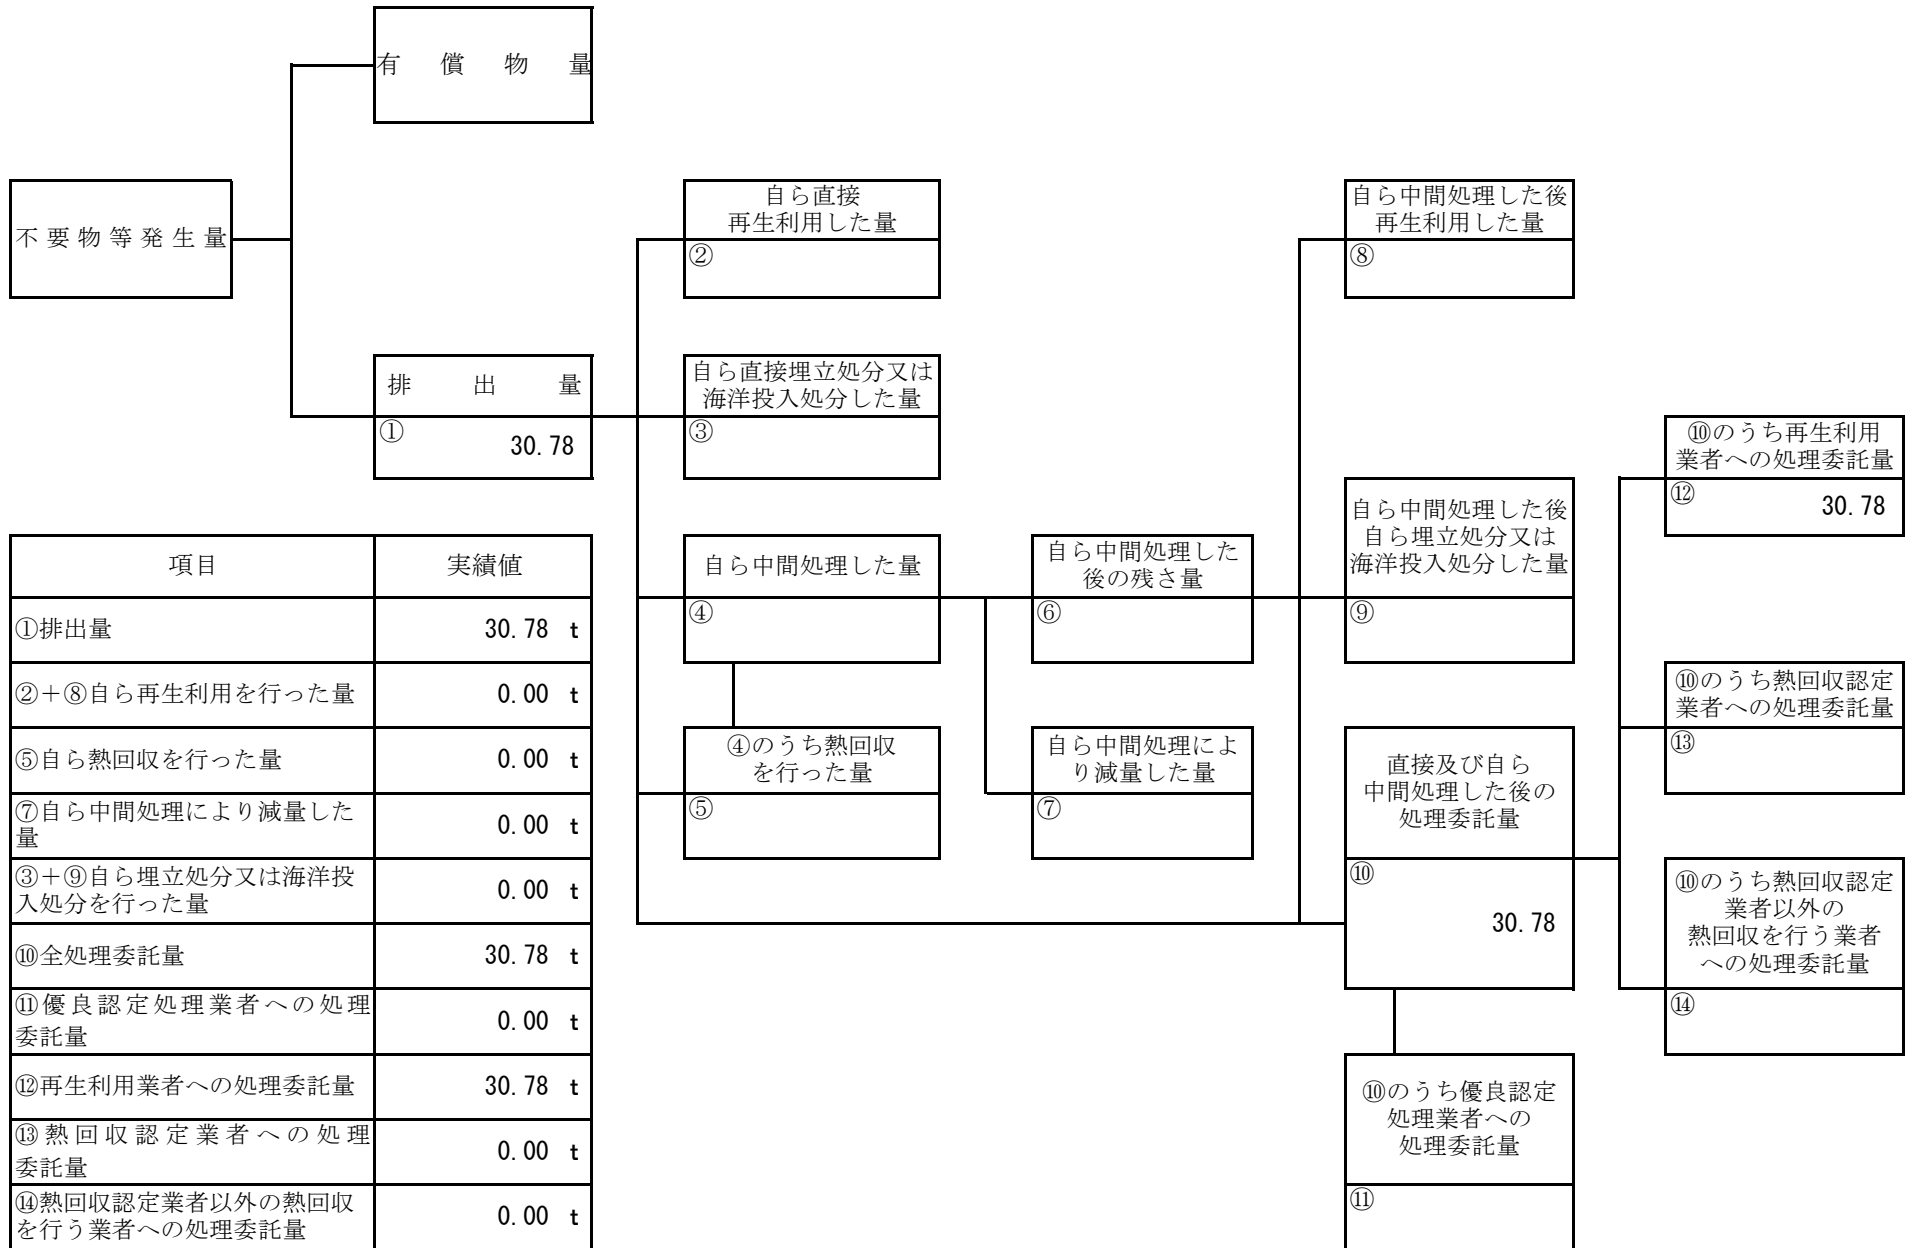 有償物量
不要物等発生量
自ら直接
再生利用した量
②
自ら中間処理した後
再生利用した量
⑧
排出量
①
30.78
自ら直接埋立処分又は
海洋投入処分した量
③
⑩のうち再生利用
業者への処理委託量
⑫
30.78
自ら中間処理した量
④
自ら中間処理した
後の残さ量
⑥
自ら中間処理した後
自ら埋立処分又は
海洋投入処分した量
⑨
⑩のうち熱回収認定
業者への処理委託量
⑬
④のうち熱回収
を行った量
⑤
自ら中間処理によ
り減量した量
⑦
直接及び自ら
中間処理した後の
処理委託量
⑩
30.78
⑩のうち熱回収認定
業者以外の
熱回収を行う業者
への処理委託量
⑭
⑩のうち優良認定
処理業者への
処理委託量
⑪
項目 実績値
①排出量 30.78 t
②＋⑧自ら再生利用を行った量 0.00 t
⑤自ら熱回収を行った量 0.00 t
⑦自ら中間処理により減量した
量 0.00 t
③＋⑨自ら埋立処分又は海洋投
入処分を行った量 0.00 t
⑩全処理委託量 30.78 t
⑪優良認定処理業者への処理
委託量 0.00 t
⑫再生利用業者への処理委託量 30.78 t
⑬熱回収認定業者への処理
委託量 0.00 t
⑭熱回収認定業者以外の熱回収
を行う業者への処理委託量 0.00 t